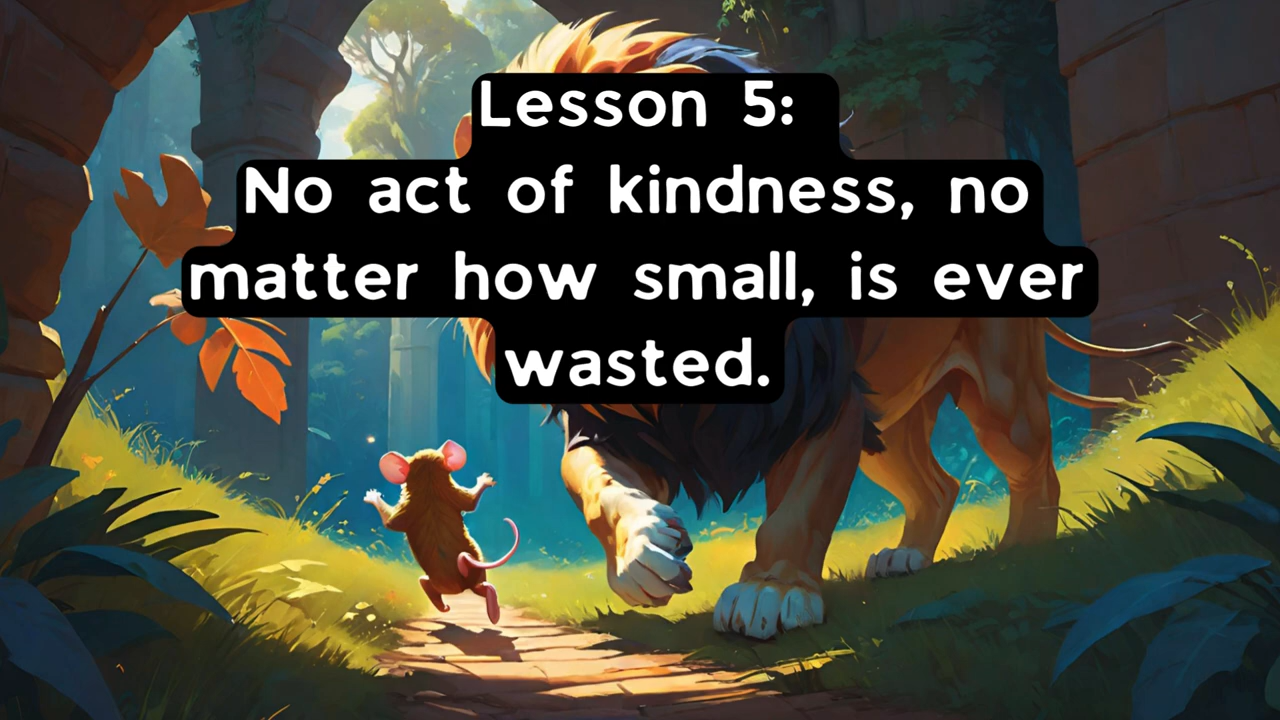 Lesson 5:
No act of kindness, no
matter how small, is ever
wasted.